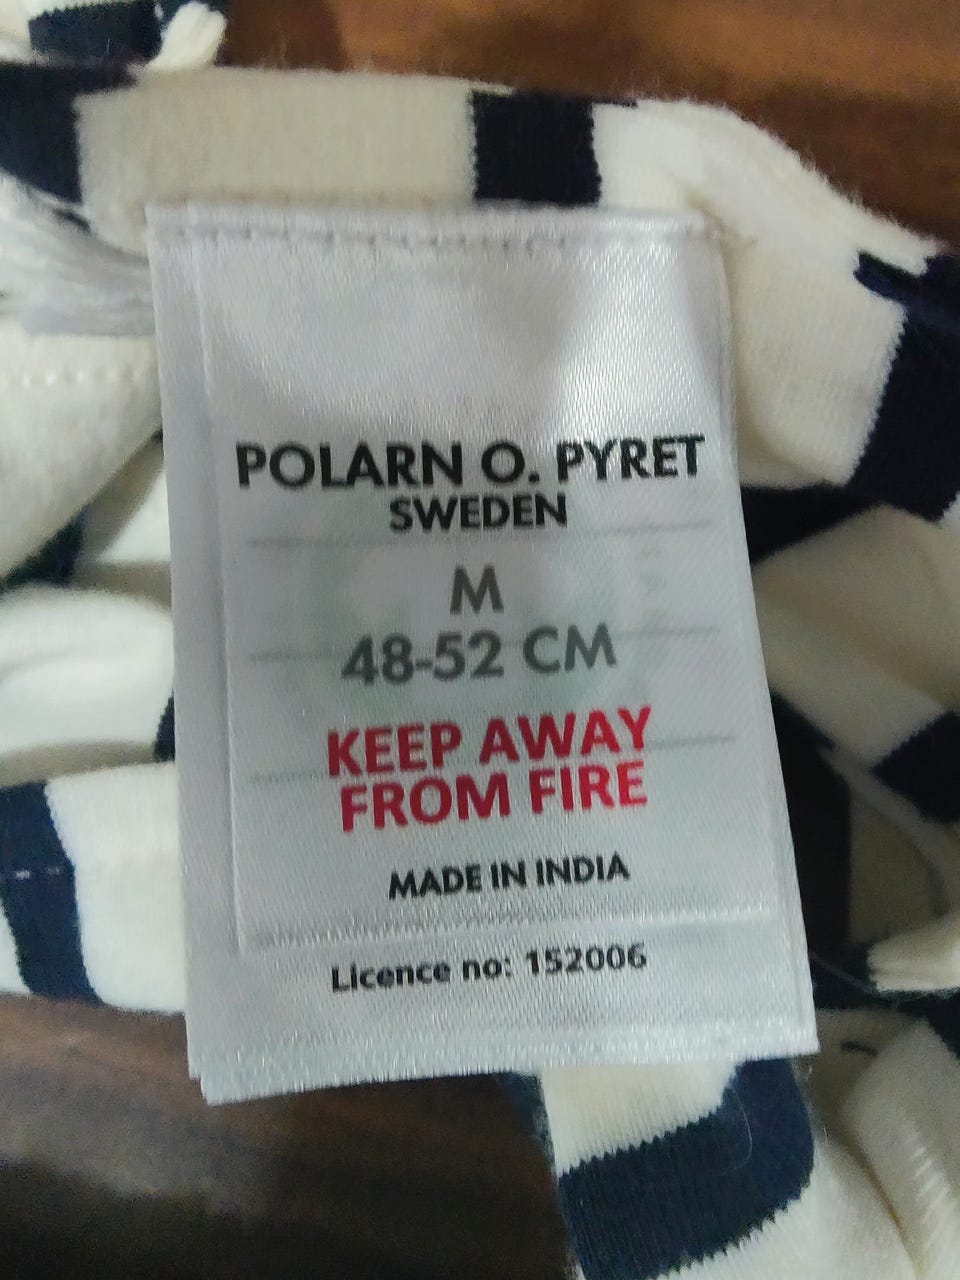 POLARN O. PYRET
SWEDEN
M
48-52 CM
KEEP AWAY
FROM FIRE
MADE IN INDIA
Licence no: 152006